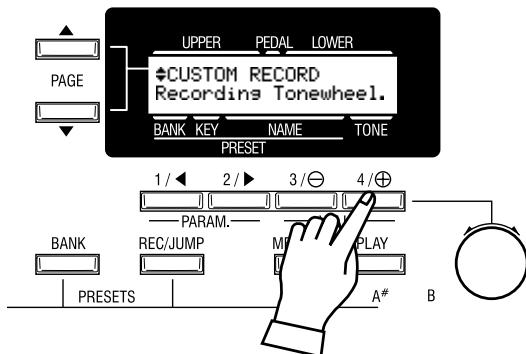 UPPER PEDAL LOWER
PAGE
CUSTOM RECORD
Recording Tonewheel.
BANK KEY NAME TONE
PRESET
1/◀ 2/▶ 3/⊖ 4/⊕
PARAM.
BANK REC/JUMP
PRESETS A# B